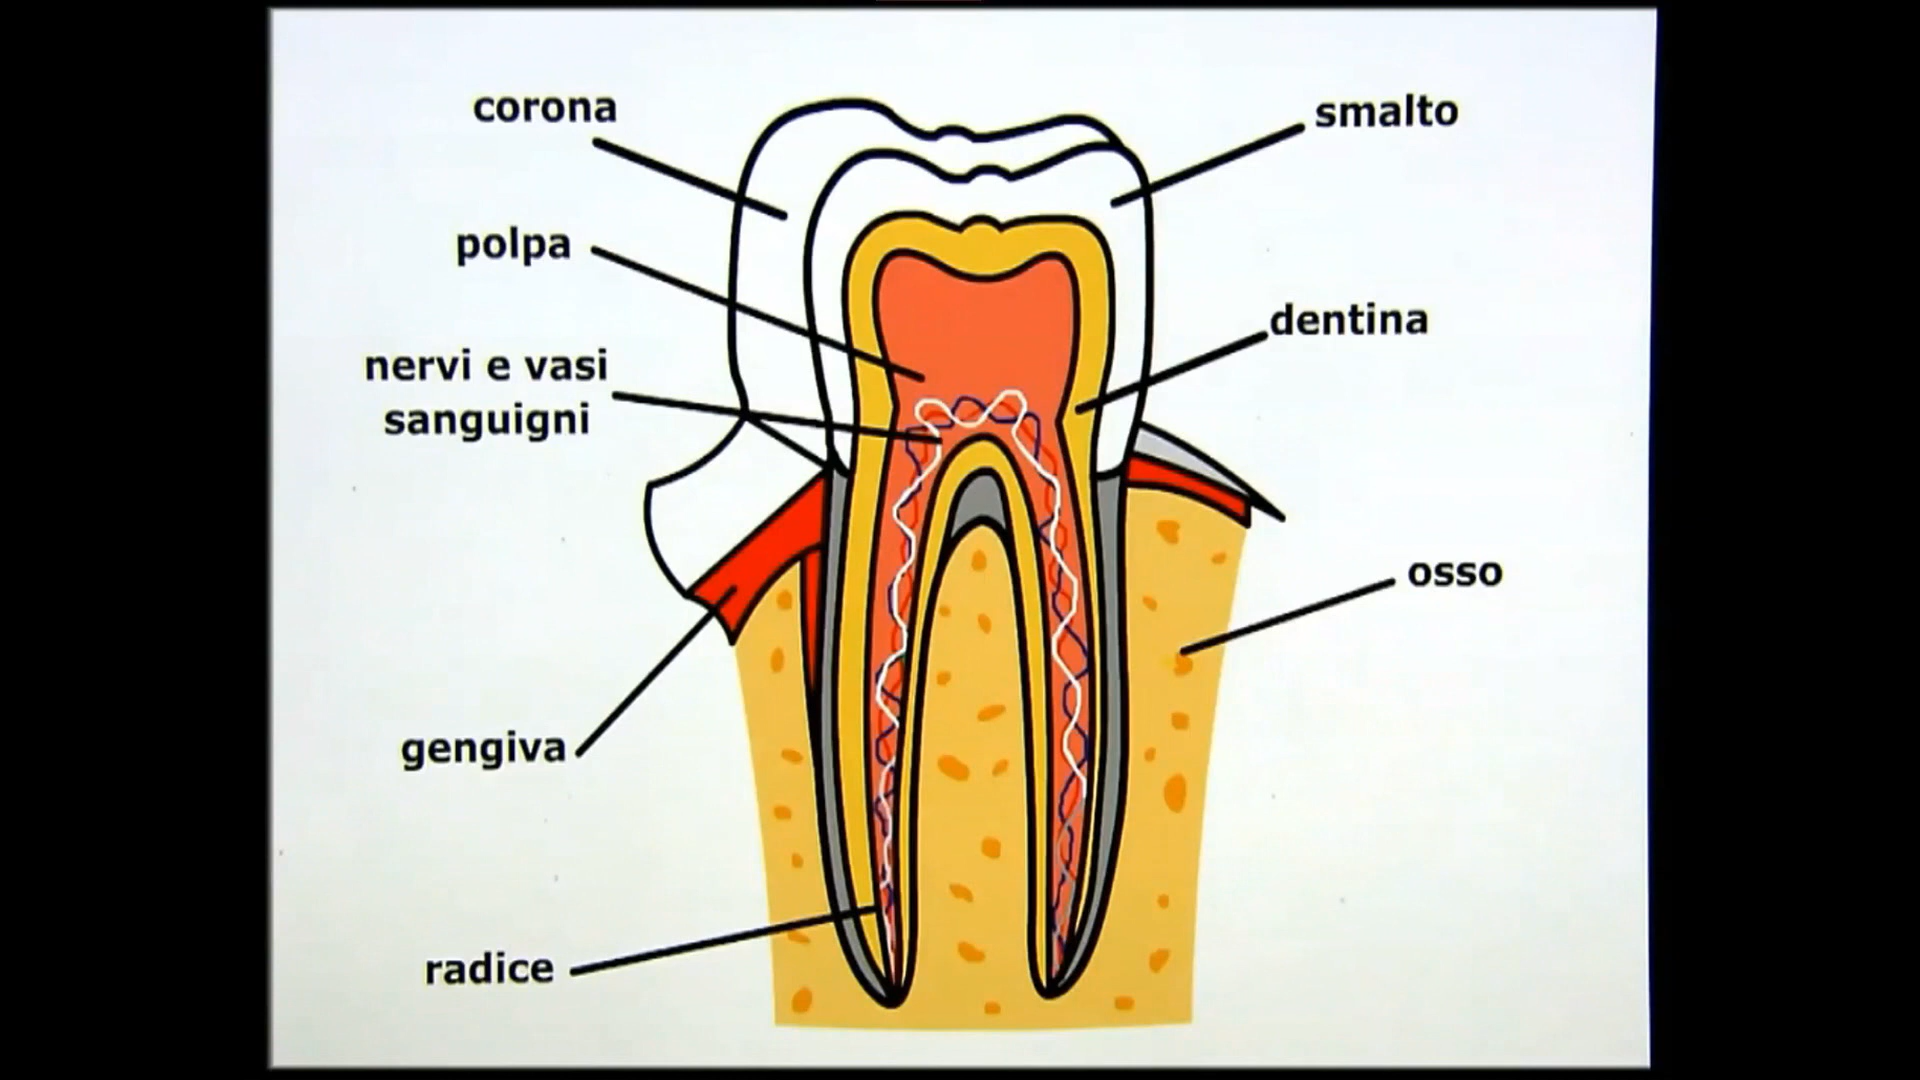 corona
smalto
polpa
dentina
nervi e vasi
sanguigni
osso
gengiva
radice